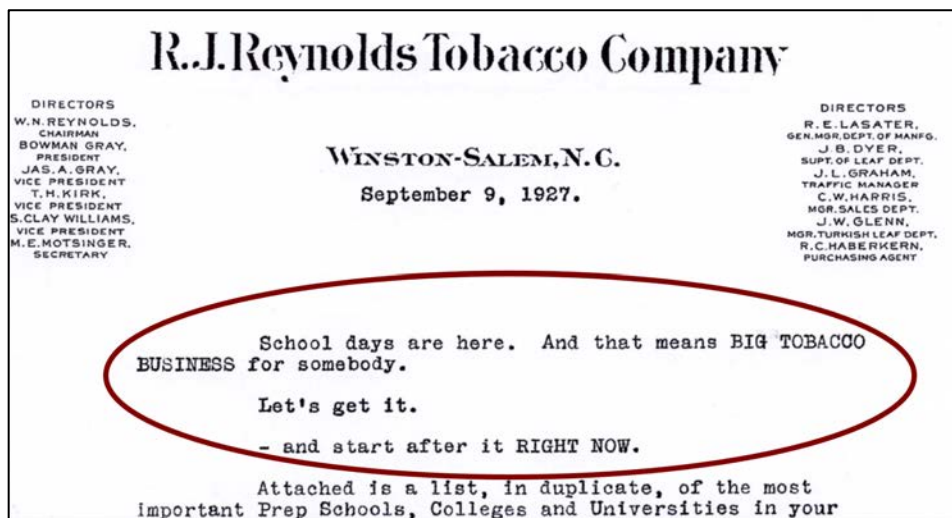 R.J.Reynolds Tobacco Company
DIRECTORS
W.N.REYNOLDS,
CHAIRMAN
BOWMAN GRAY,
PRESIDENT
JAS.A.GRAY,
VICE PRESIDENT
T.H.KIRK,
VICE PRESIDENT
S.CLAY WILLIAMS,
VICE PRESIDENT
M.E.MOTSINGER,
SECRETARY
WINSTON-SALEM,N.C.
September 9, 1927.
DIRECTORS
R.E.LASATER,
GEN.MGR.DEPT.OF MANFG.
J.B.DYER,
SUPT.OF LEAF DEPT.
J.L.GRAHAM,
TRAFFIC MANAGER
C.W.HARRIS,
MGR.SALES DEPT.
J.W.GLENN,
MGR.TURKISH LEAF DEPT.
R.C.HABERKERN,
PURCHASING AGENT
School days are here. And that means BIG TOBACCO
BUSINESS for somebody.
Let's get it.
- and start after it RIGHT NOW.
Attached is a list, in duplicate, of the most
important Prep Schools, Colleges and Universities in your